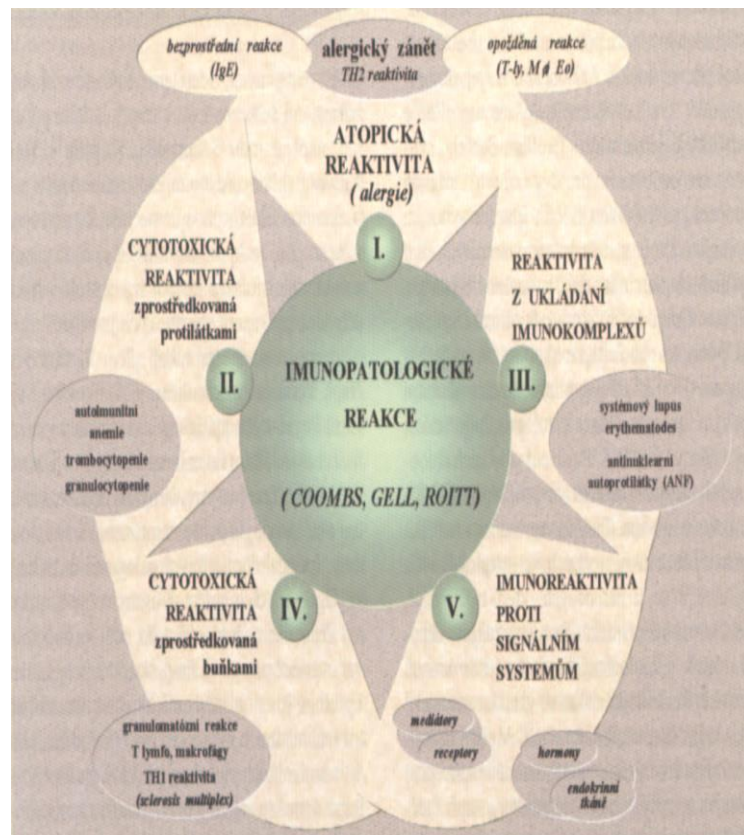 bezprostřední reakce
(IgE)
alergický zánět
TH2 reaktivita
opožděná reakce
(T-ly, Mϕ Eo)
ATOPICKÁ
REAKTIVITA
( alergie)
I.
CYTOTOXICKÁ
REAKTIVITA
zprostředkovaná
protilátkami
II.
REAKTIVITA
Z UKLÁDÁNI
IMUNOKOMPLEXŮ
III.
IMUNOPATOLOGICKÉ
REAKCE
( COOMBS, GELL, ROITT)
autoimunitní
anemie
trombocytopenie
granulocytopenie
systémový lupus
erythematodes
antinukleární
autoprotilátky (ANF)
CYTOTOXICKÁ
REAKTIVITA
zprostředkovaná
buňkami
IV.
V.
IMUNOREAKTIVITA
PROTI
SIGNÁLNÍM
SYSTEMŮM
granulomatózní reakce
T lymfo, makrofágy
TH1 reaktivita
(sclerosis multiplex)
mediátory
receptory
hormony
endokrinní
tkáně